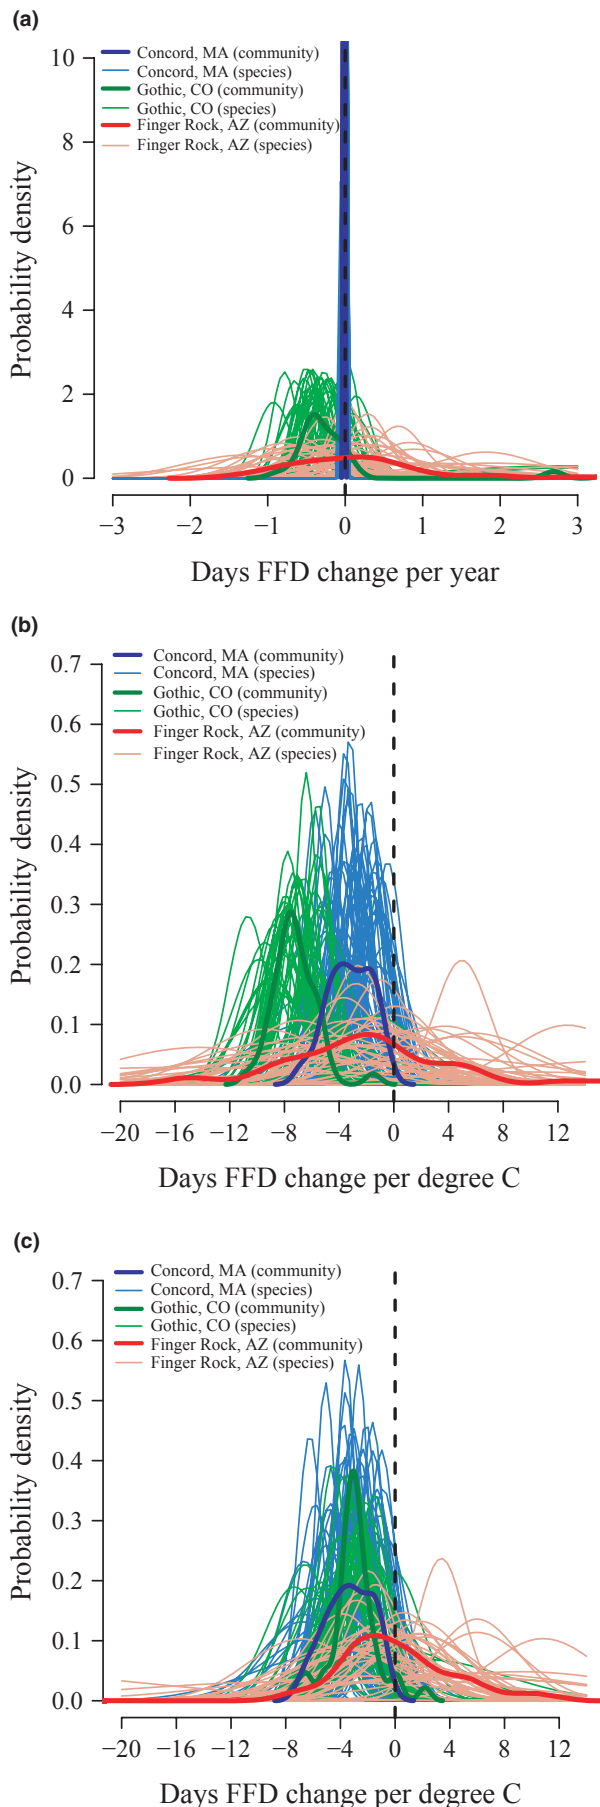 (a)
Concord, MA (community)
Concord, MA (species)
Gothic, CO (community)
Gothic, CO (species)
Finger Rock, AZ (community)
Finger Rock, AZ (species)
Probability density
10
8
6
4
2
0
−3 −2 −1 0 1 2 3
Days FFD change per year
(b)
Concord, MA (community)
Concord, MA (species)
Gothic, CO (community)
Gothic, CO (species)
Finger Rock, AZ (community)
Finger Rock, AZ (species)
Probability density
0.7
0.6
0.5
0.4
0.3
0.2
0.1
0.0
−20 −16 −12 −8 −4 0 4 8 12
Days FFD change per degree C
(c)
Concord, MA (community)
Concord, MA (species)
Gothic, CO (community)
Gothic, CO (species)
Finger Rock, AZ (community)
Finger Rock, AZ (species)
Probability density
0.7
0.6
0.5
0.4
0.3
0.2
0.1
0.0
−20 −16 −12 −8 −4 0 4 8 12
Days FFD change per degree C